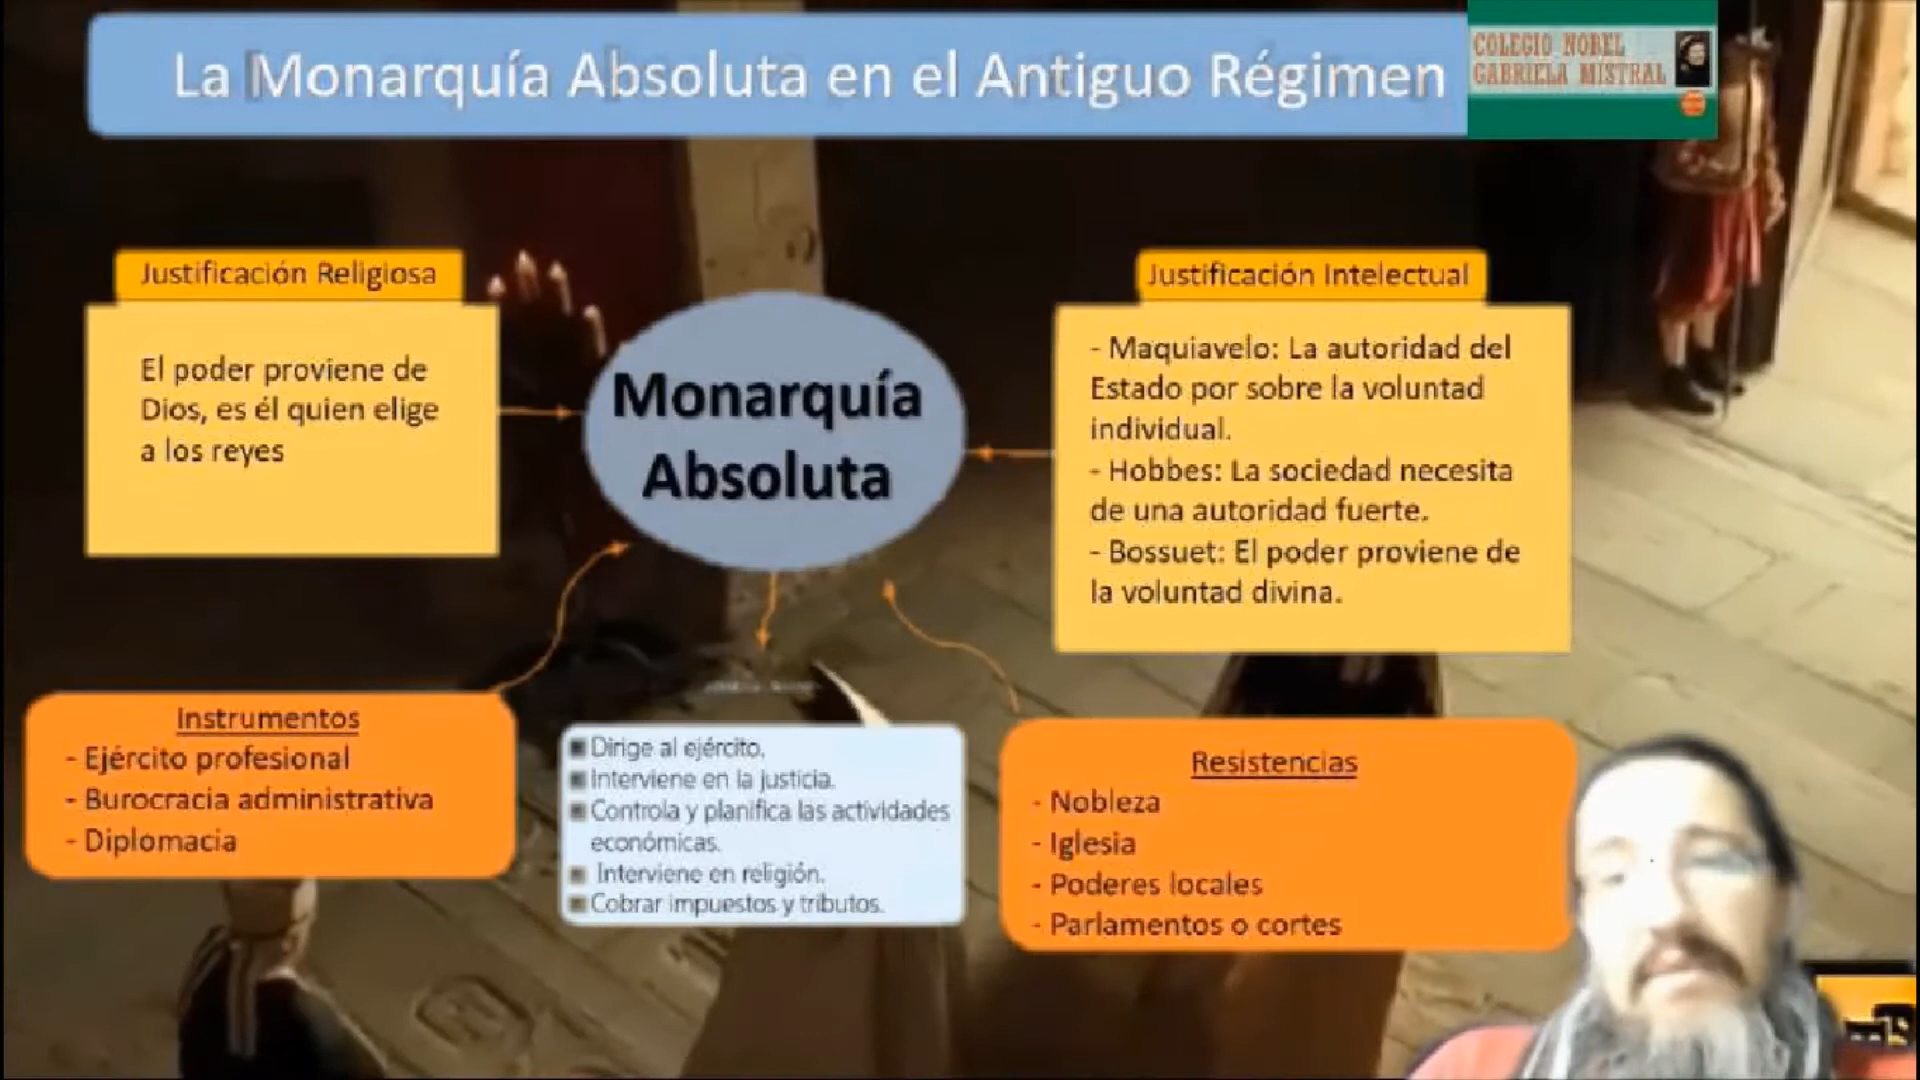 La Monarquía Absoluta en el Antiguo Régimen
COLEGIO NOBEL
GABRIELA MISTRAL
Justificación Religiosa
El poder proviene de
Dios, es él quien elige
a los reyes
Monarquía
Absoluta
Justificación Intelectual
- Maquiavelo: La autoridad del
Estado por sobre la voluntad
individual.
- Hobbes: La sociedad necesita
de una autoridad fuerte.
- Bossuet: El poder proviene de
la voluntad divina.
Instrumentos
- Ejército profesional
- Burocracia administrativa
- Diplomacia
Dirige al ejército.
Interviene en la justicia.
Controla y planifica las actividades
económicas.
Interviene en religión.
Cobrar impuestos y tributos.
Resistencias
- Nobleza
- Iglesia
- Poderes locales
- Parlamentos o cortes